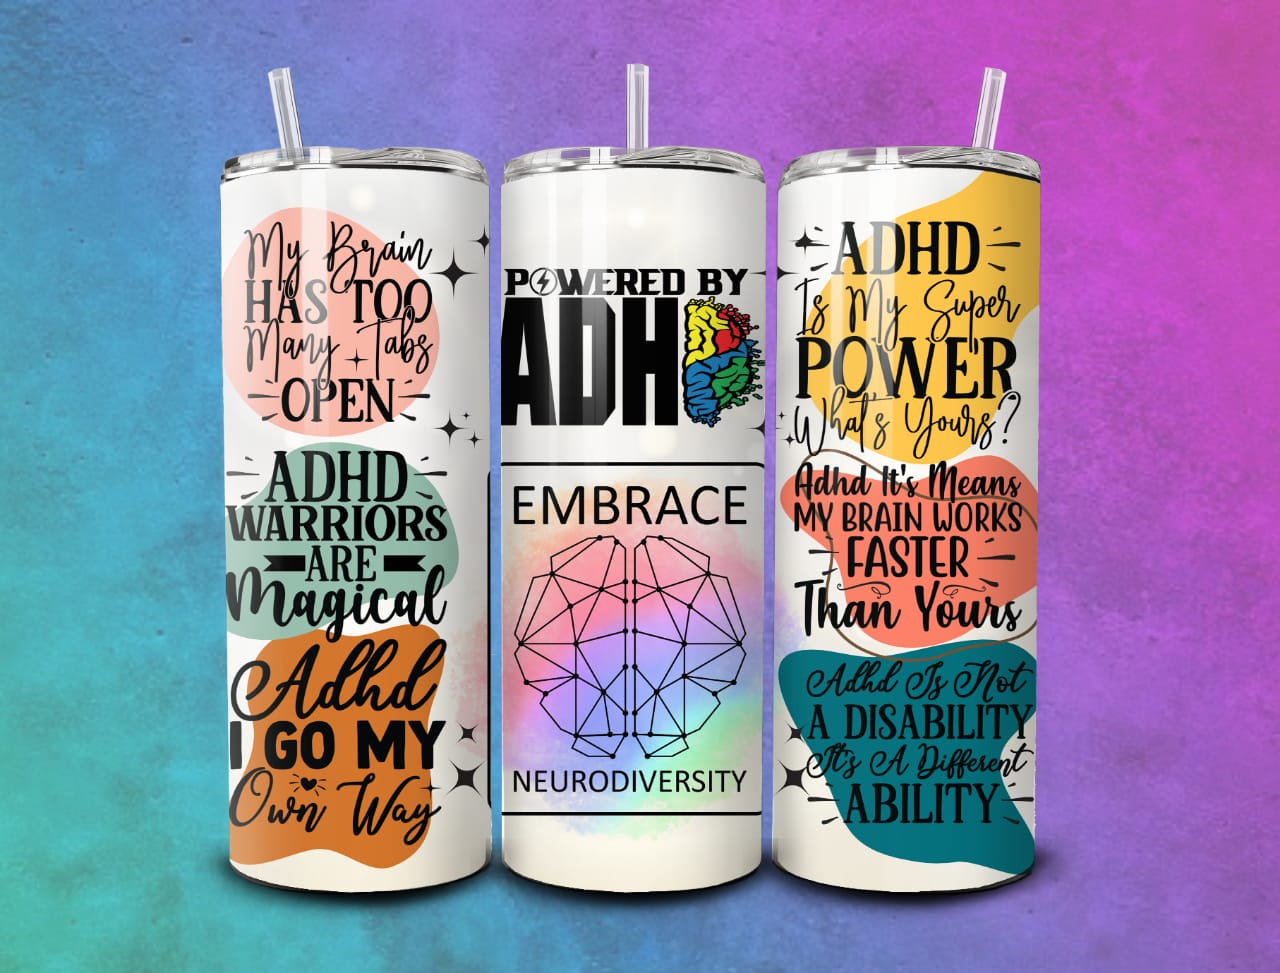 My Brain
HAS TOO
Many Tabs
OPEN
ADHD
WARRIORS
ARE
Magical
Adhd
I GO MY
Own Way
POWERED BY
ADHD
EMBRACE
NEURODIVERSITY
ADHD
Is My Super
POWER
What's Yours?
Adhd It's Means
MY BRAIN WORKS
FASTER
Than Yours
Adhd Is Not
A DISABILITY
It's A Different
ABILITY